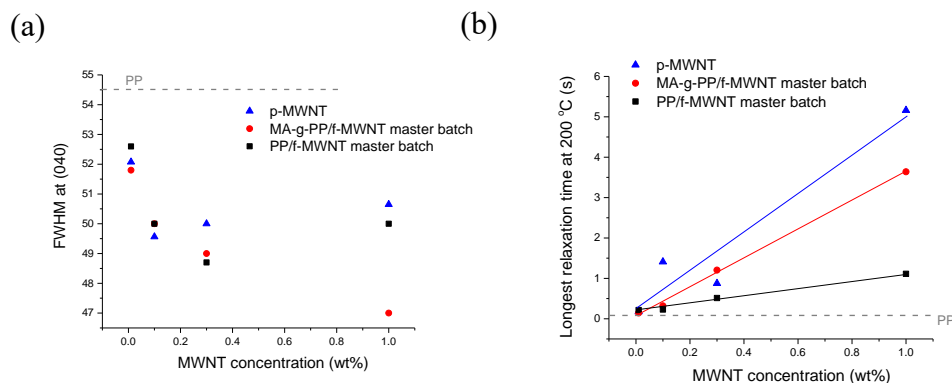 (a)
FWHM at (040)
55
54
53
52
51
50
49
48
47
PP
p-MWNT
MA-g-PP/f-MWNT master batch
PP/f-MWNT master batch
0.0 0.2 0.4 0.6 0.8 1.0
MWNT concentration (wt%)
(b)
Longest relaxation time at 200 °C (s)
6
5
4
3
2
1
0
p-MWNT
MA-g-PP/f-MWNT master batch
PP/f-MWNT master batch
PP
0.0 0.2 0.4 0.6 0.8 1.0
MWNT concentration (wt%)